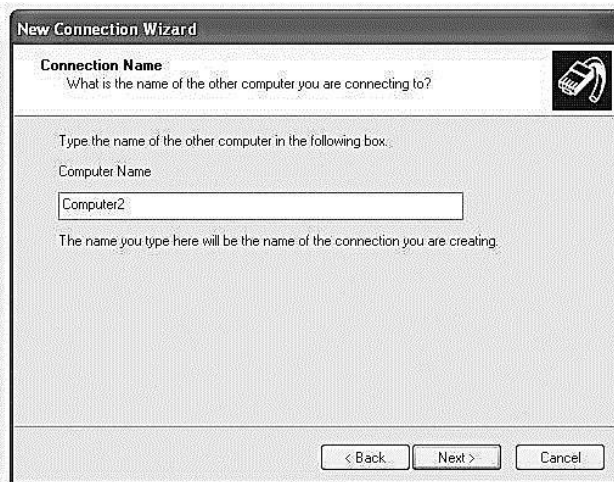 New Connection Wizard
Connection Name
What is the name of the other computer you are connecting to?
Type the name of the other computer in the following box.
Computer Name
Computer2
The name you type here will be the name of the connection you are creating.
< Back
Next >
Cancel